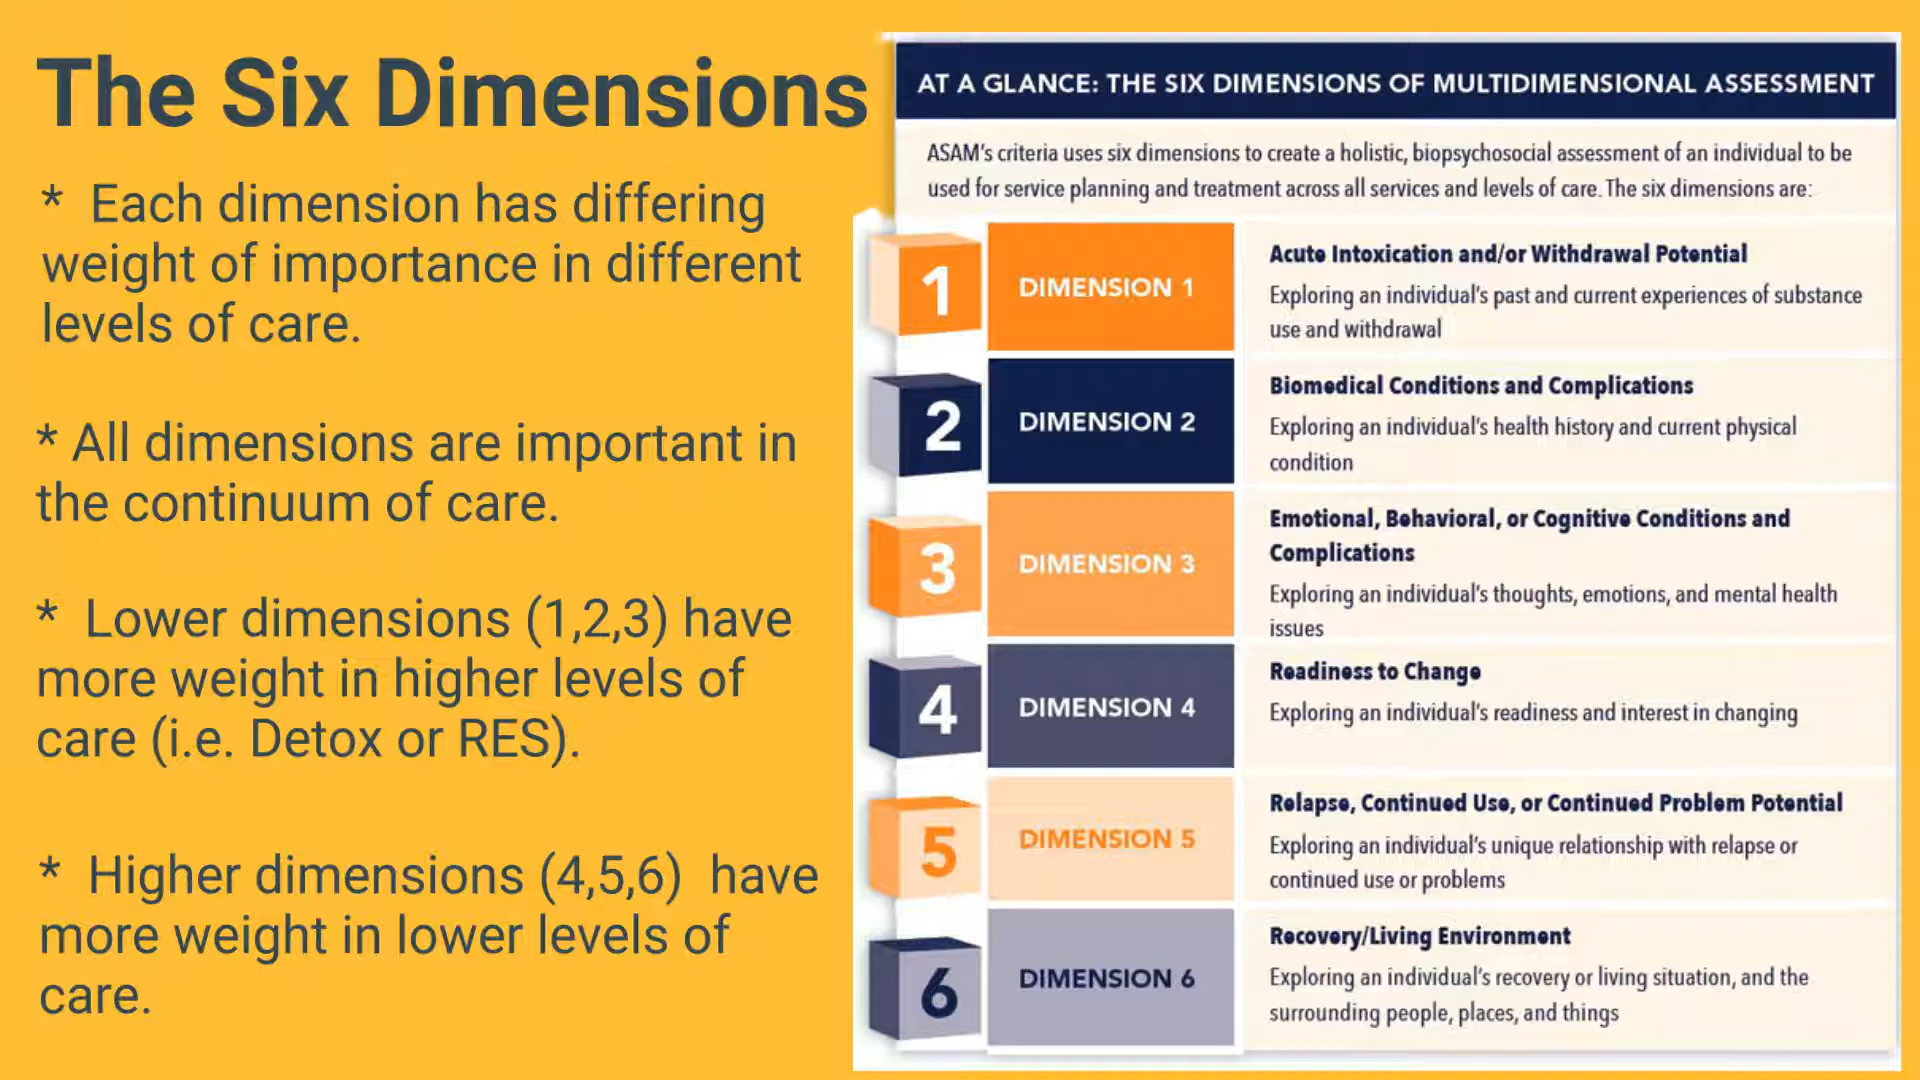 The Six Dimensions
* Each dimension has differing
weight of importance in different
levels of care.
* All dimensions are important in
the continuum of care.
* Lower dimensions (1,2,3) have
more weight in higher levels of
care (i.e. Detox or RES).
* Higher dimensions (4,5,6) have
more weight in lower levels of
care.
AT A GLANCE: THE SIX DIMENSIONS OF MULTIDIMENSIONAL ASSESSMENT
ASAM's criteria uses six dimensions to create a holistic, biopsychosocial assessment of an individual to be
used for service planning and treatment across all services and levels of care. The six dimensions are:
1
DIMENSION 1
Acute Intoxication and/or Withdrawal Potential
Exploring an individual's past and current experiences of substance
use and withdrawal
2
DIMENSION 2
Biomedical Conditions and Complications
Exploring an individual's health history and current physical
condition
3
DIMENSION 3
Emotional, Behavioral, or Cognitive Conditions and
Complications
Exploring an individual's thoughts, emotions, and mental health
issues
4
DIMENSION 4
Readiness to Change
Exploring an individual's readiness and interest in changing
5
DIMENSION 5
Relapse, Continued Use, or Continued Problem Potential
Exploring an individual's unique relationship with relapse or
continued use or problems
6
DIMENSION 6
Recovery/Living Environment
Exploring an individual's recovery or living situation, and the
surrounding people, places, and things